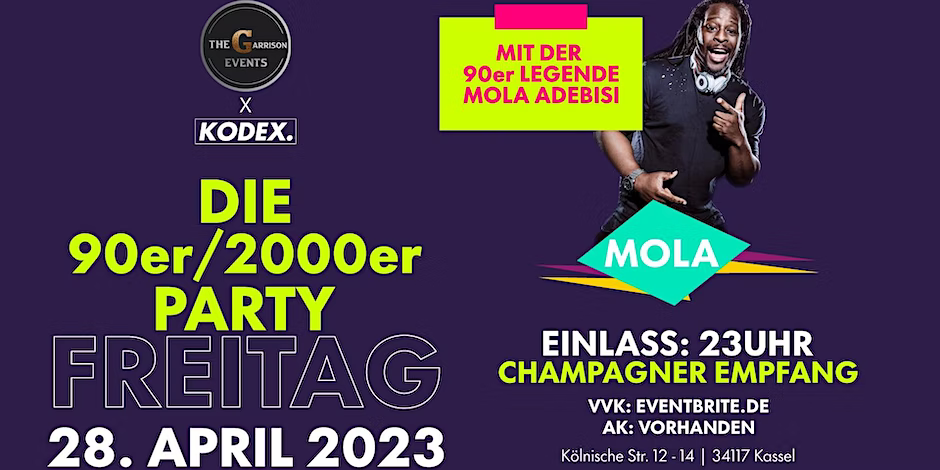 THE GARRISON
EVENTS
X
KODEX.
DIE
90er/2000er
PARTY
FREITAG
28. APRIL 2023
MIT DER
90er LEGENDE
MOLA ADEBISI
MOLA
EINLASS: 23UHR
CHAMPAGNER EMPFANG
VVK: EVENTBRITE.DE
AK: VORHANDEN
Kölnische Str. 12 - 14 | 34117 Kassel